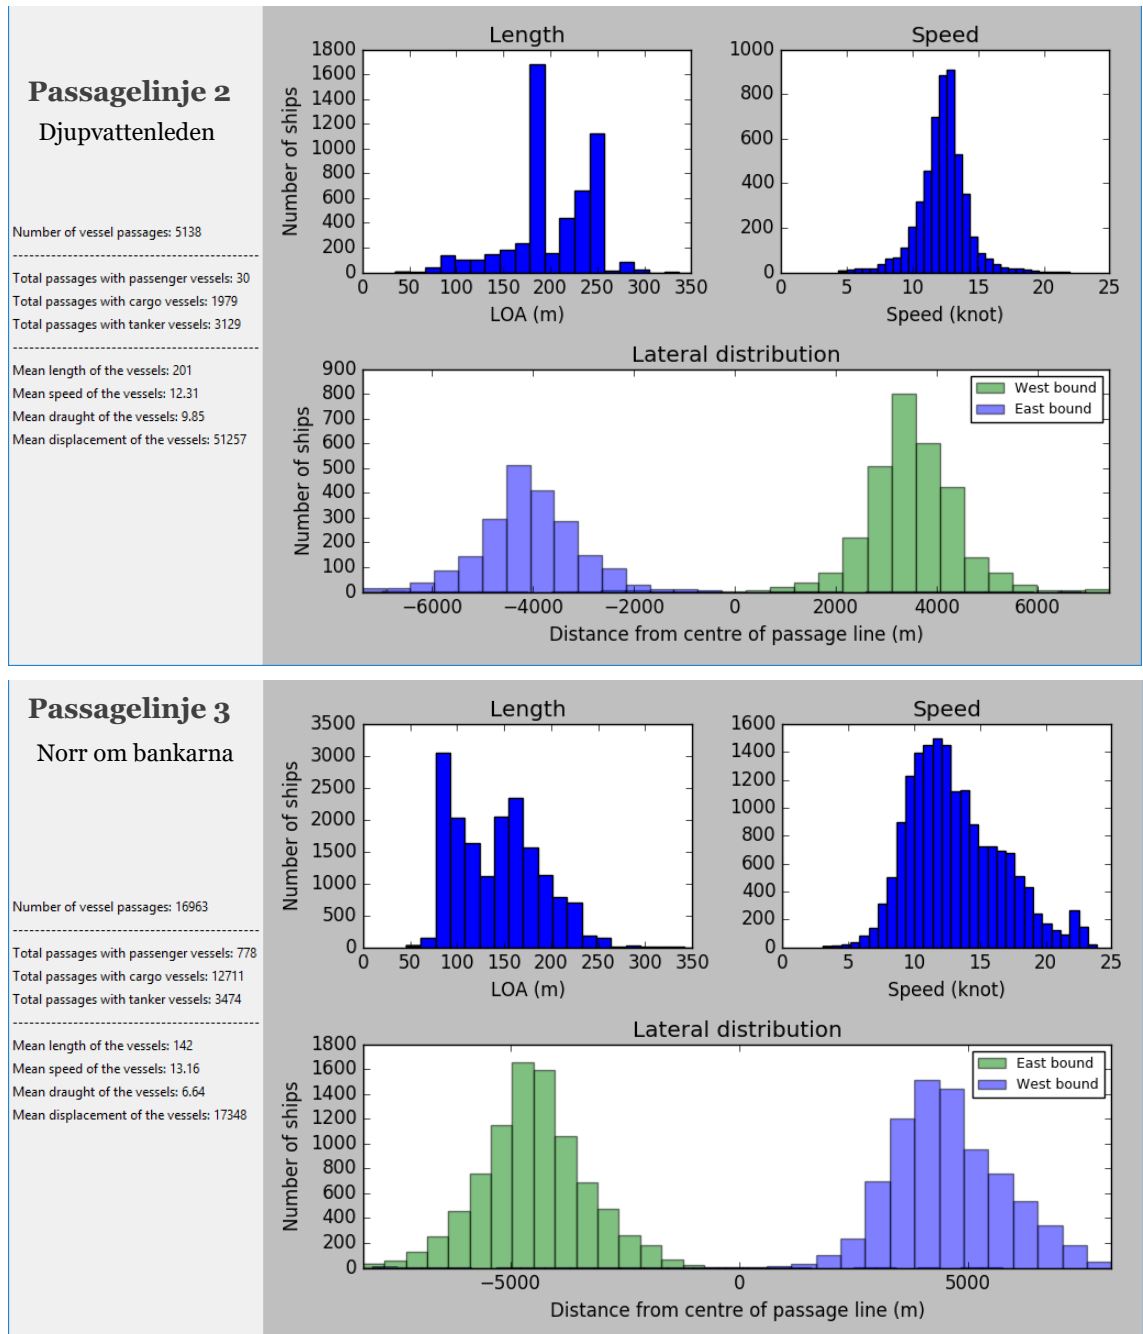 Passagelinje 2
Djupvattenleden
Number of vessel passages: 5138
------------------------------------------------
Total passages with passenger vessels: 30
Total passages with cargo vessels: 1979
Total passages with tanker vessels: 3129
------------------------------------------------
Mean length of the vessels: 201
Mean speed of the vessels: 12.31
Mean draught of the vessels: 9.85
Mean displacement of the vessels: 51257
Length
Number of ships
1800
1600
1400
1200
1000
800
600
400
200
0
0 50 100 150 200 250 300 350
LOA (m)
Speed
1000
800
600
400
200
0
0 5 10 15 20 25
Speed (knot)
Lateral distribution
Number of ships
900
800
700
600
500
400
300
200
100
0
West bound
East bound
−6000 −4000 −2000 0 2000 4000 6000
Distance from centre of passage line (m)
Passagelinje 3
Norr om bankarna
Number of vessel passages: 16963
------------------------------------------------
Total passages with passenger vessels: 778
Total passages with cargo vessels: 12711
Total passages with tanker vessels: 3474
------------------------------------------------
Mean length of the vessels: 142
Mean speed of the vessels: 13.16
Mean draught of the vessels: 6.64
Mean displacement of the vessels: 17348
Length
Number of ships
3500
3000
2500
2000
1500
1000
500
0
0 50 100 150 200 250 300 350
LOA (m)
Speed
1600
1400
1200
1000
800
600
400
200
0
0 5 10 15 20 25
Speed (knot)
Lateral distribution
Number of ships
1800
1600
1400
1200
1000
800
600
400
200
0
East bound
West bound
−5000 0 5000
Distance from centre of passage line (m)